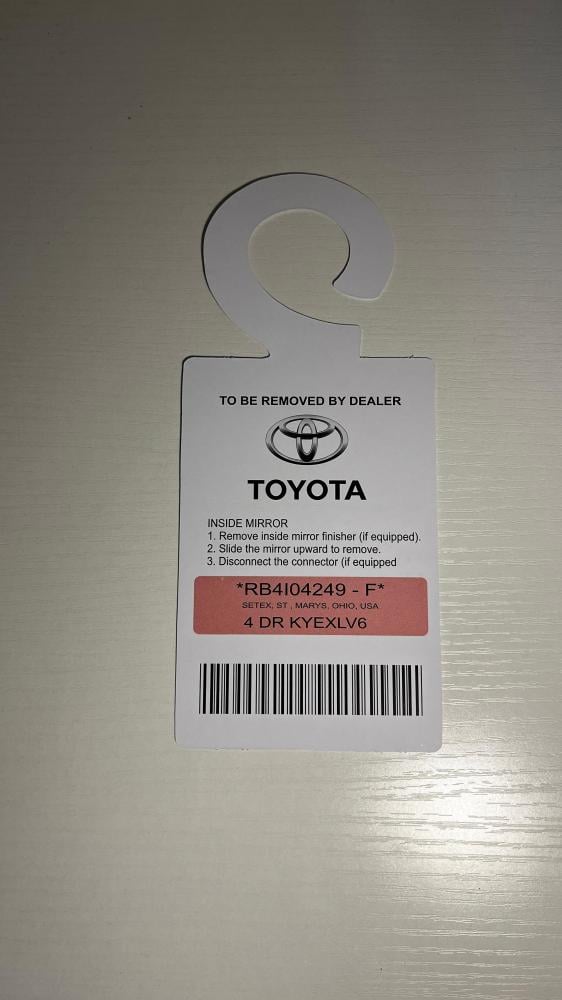 TO BE REMOVED BY DEALER
TOYOTA
INSIDE MIRROR
1. Remove inside mirror finisher (if equipped).
2. Slide the mirror upward to remove.
3. Disconnect the connector (if equipped
*RB4I04249 - F*
SETEX, ST , MARYS, OHIO, USA
4 DR KYEXLV6